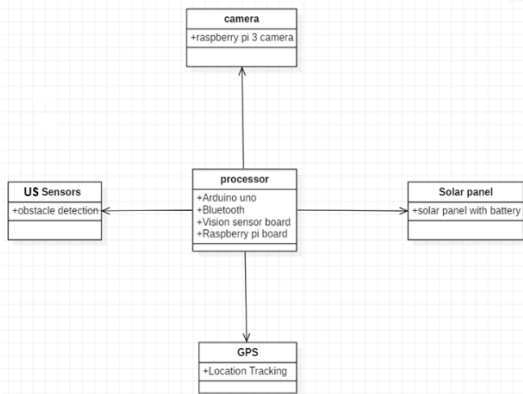 camera
+raspberry pi 3 camera
processor
+Arduino uno
+Bluetooth
+Vision sensor board
+Raspberry pi board
US Sensors
+obstacle detection
Solar panel
+solar panel with battery
GPS
+Location Tracking